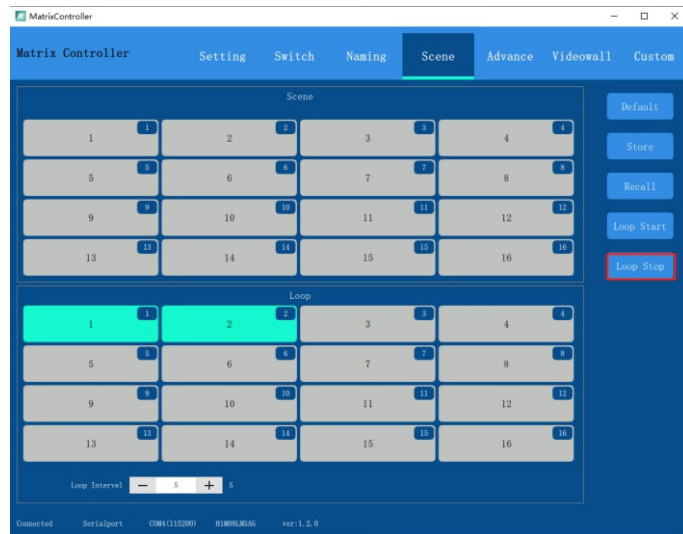 MatrixController
Matrix Controller Setting Switch Naming Scene Advance Videowall Custom
Scene
Default
1 1 2 2 3 3 4 4
Store
5 5 6 6 7 7 8 8
Recall
9 9 10 10 11 11 12 12
Loop Start
13 13 14 14 15 15 16 16
Loop Stop
Loop
1 1 2 2 3 3 4 4
5 5 6 6 7 7 8 8
9 9 10 10 11 11 12 12
13 13 14 14 15 15 16 16
Loop Intervel — 5 + S
Connected Serialport COM4(115200) ver:1.2.0